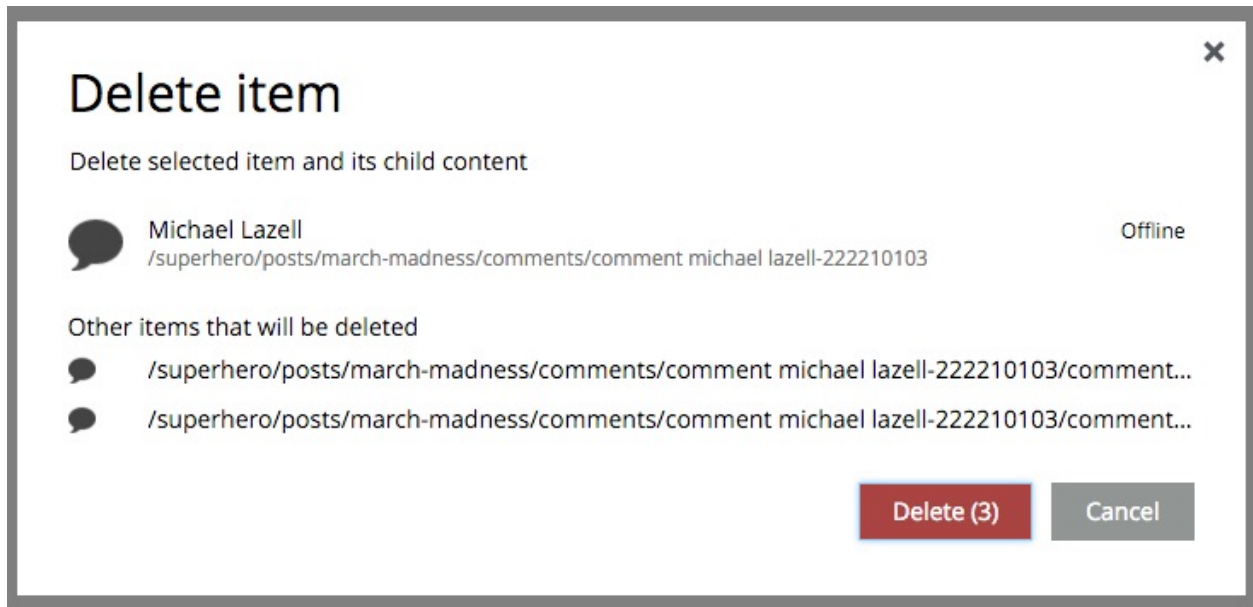 Delete item
Delete selected item and its child content
Michael Lazell
Offline
/superhero/posts/march-madness/comments/comment michael lazell-222210103
Other items that will be deleted
/superhero/posts/march-madness/comments/comment michael lazell-222210103/comment...
/superhero/posts/march-madness/comments/comment michael lazell-222210103/comment...
Delete (3)
Cancel